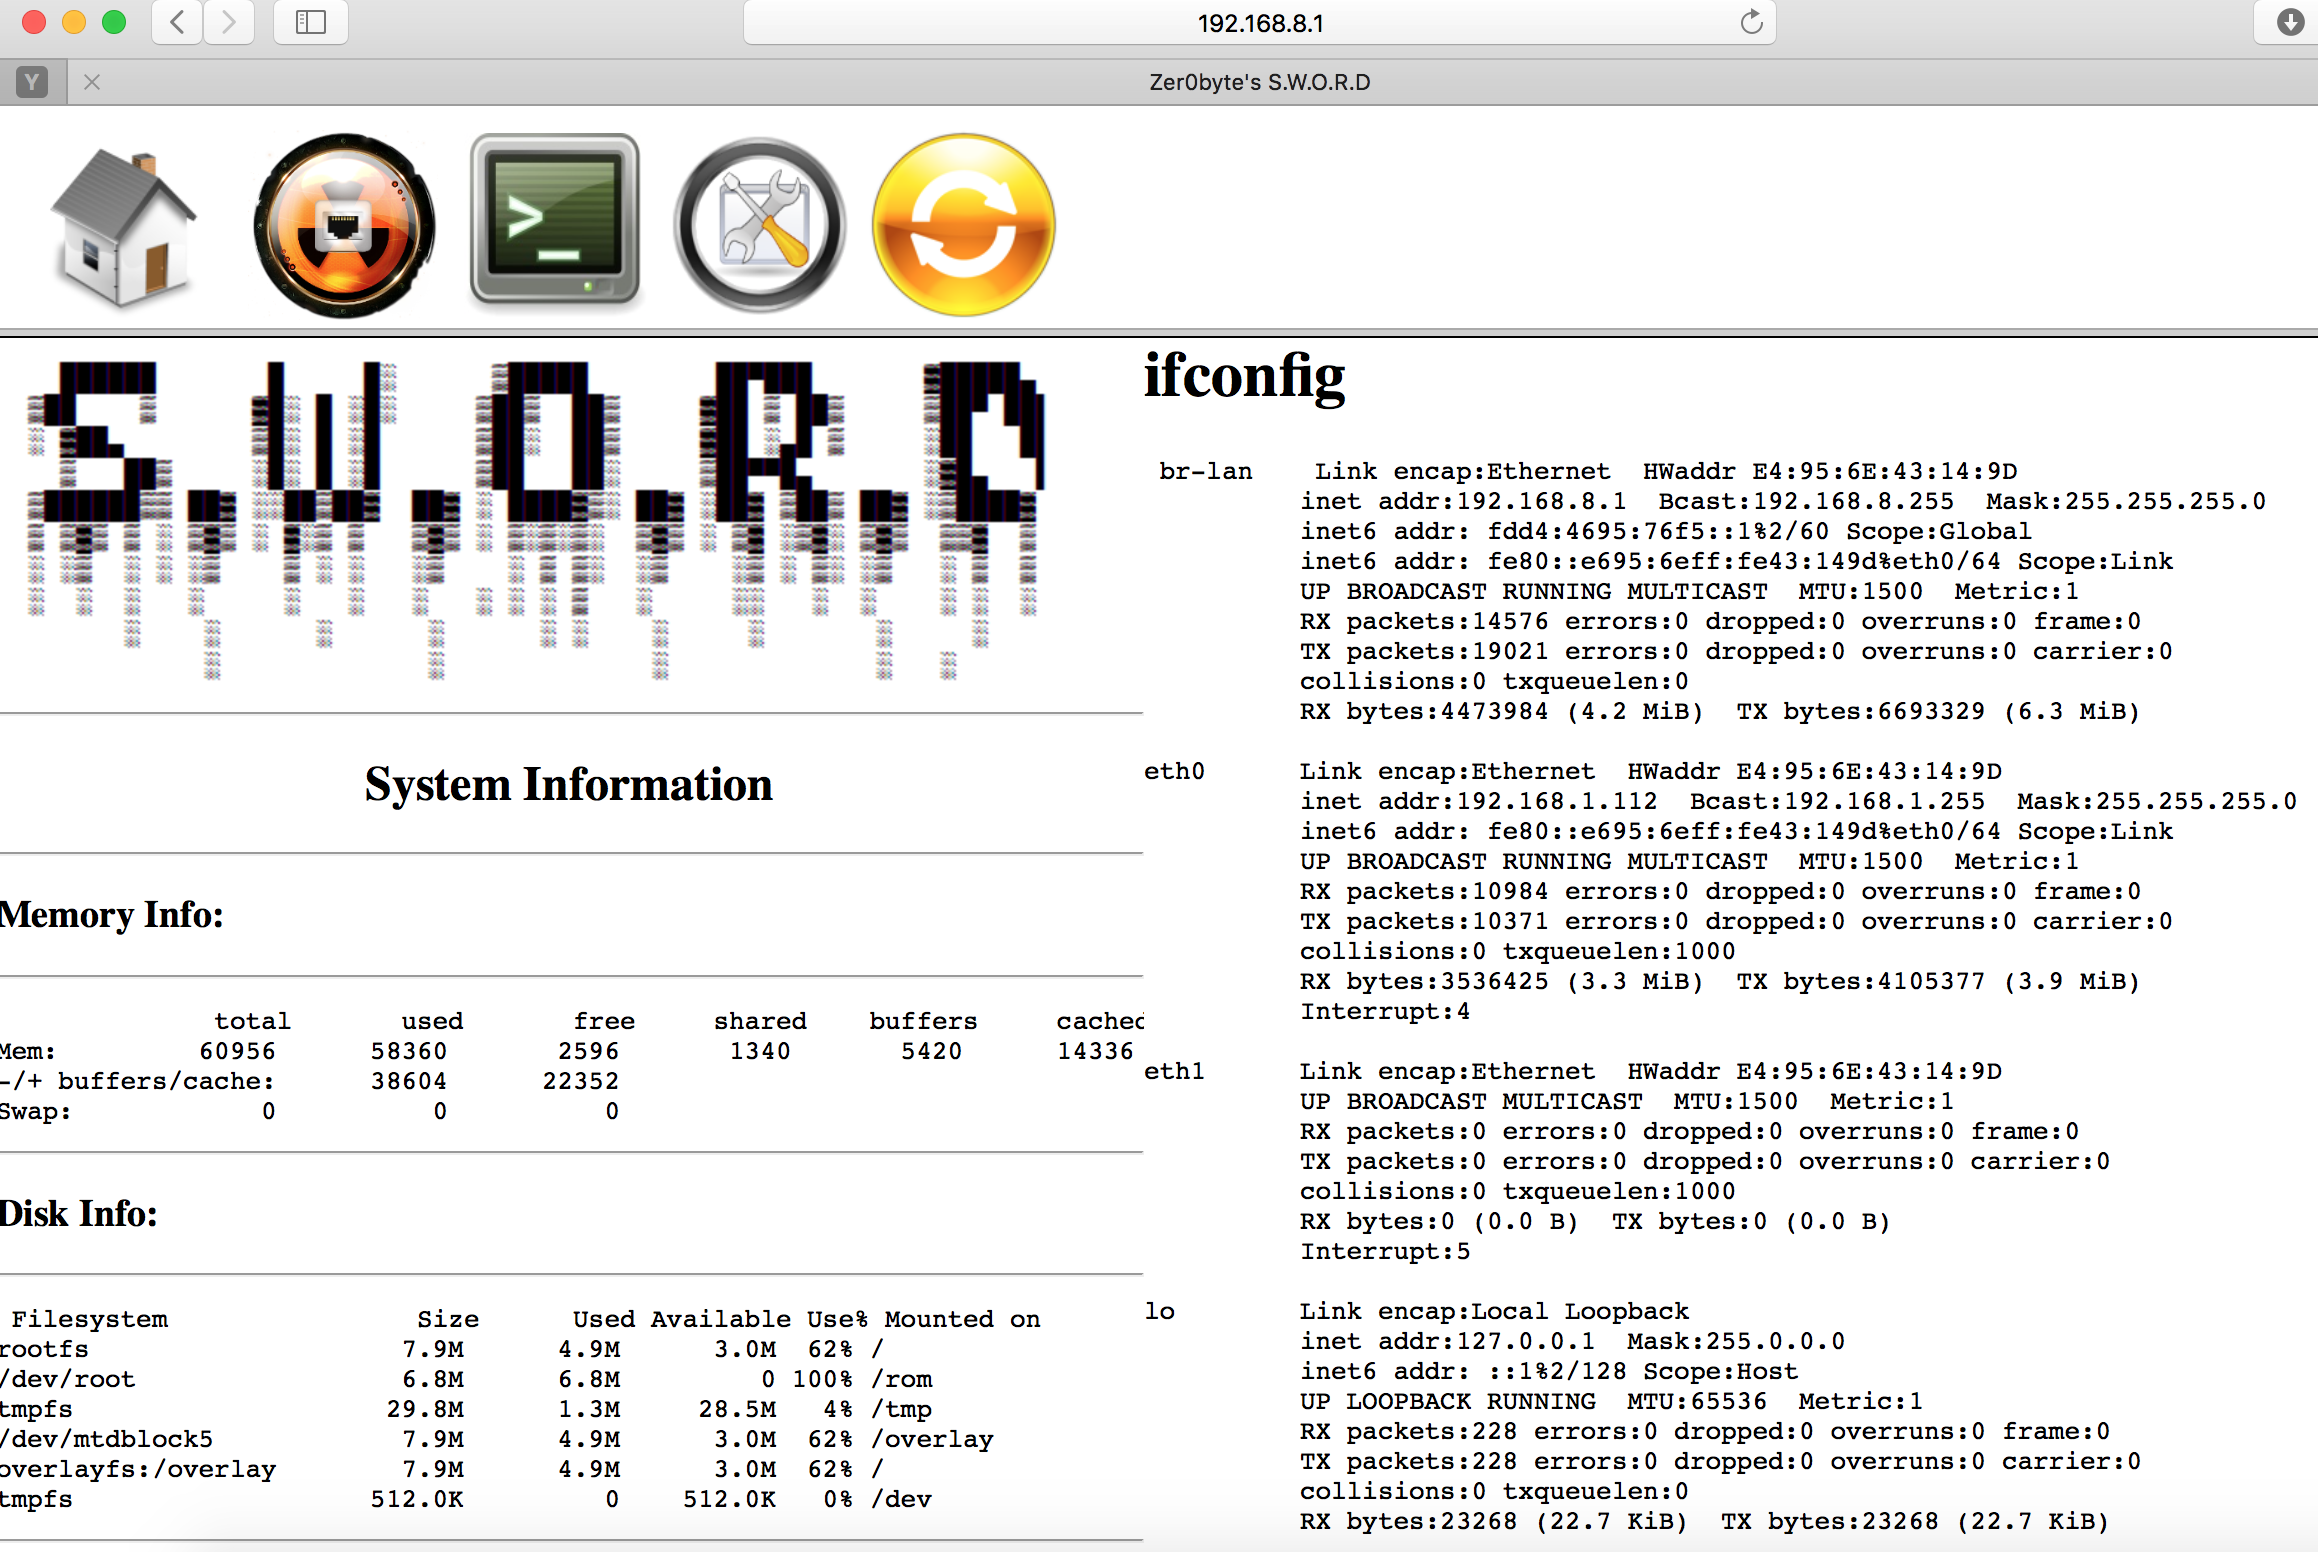 192.168.8.1
Y
Zer0byte's S.W.O.R.D
>_
S.W.O.R.D
System Information
Memory Info:
total used free shared buffers cached
Mem: 60956 58360 2596 1340 5420 14336
-/+ buffers/cache: 38604 22352
Swap: 0 0 0
Disk Info:
Filesystem Size Used Available Use% Mounted on
rootfs 7.9M 4.9M 3.0M 62% /
/dev/root 6.8M 6.8M 0 100% /rom
tmpfs 29.8M 1.3M 28.5M 4% /tmp
/dev/mtdblock5 7.9M 4.9M 3.0M 62% /overlay
overlayfs:/overlay 7.9M 4.9M 3.0M 62% /
tmpfs 512.0K 0 512.0K 0% /dev
ifconfig
br-lan Link encap:Ethernet HWaddr E4:95:6E:43:14:9D
inet addr:192.168.8.1 Bcast:192.168.8.255 Mask:255.255.255.0
inet6 addr: fdd4:4695:76f5::1%2/60 Scope:Global
inet6 addr: fe80::e695:6eff:fe43:149d%eth0/64 Scope:Link
UP BROADCAST RUNNING MULTICAST MTU:1500 Metric:1
RX packets:14576 errors:0 dropped:0 overruns:0 frame:0
TX packets:19021 errors:0 dropped:0 overruns:0 carrier:0
collisions:0 txqueuelen:0
RX bytes:4473984 (4.2 MiB) TX bytes:6693329 (6.3 MiB)
eth0 Link encap:Ethernet HWaddr E4:95:6E:43:14:9D
inet addr:192.168.1.112 Bcast:192.168.1.255 Mask:255.255.255.0
inet6 addr: fe80::e695:6eff:fe43:149d%eth0/64 Scope:Link
UP BROADCAST RUNNING MULTICAST MTU:1500 Metric:1
RX packets:10984 errors:0 dropped:0 overruns:0 frame:0
TX packets:10371 errors:0 dropped:0 overruns:0 carrier:0
collisions:0 txqueuelen:1000
RX bytes:3536425 (3.3 MiB) TX bytes:4105377 (3.9 MiB)
Interrupt:4
eth1 Link encap:Ethernet HWaddr E4:95:6E:43:14:9D
UP BROADCAST MULTICAST MTU:1500 Metric:1
RX packets:0 errors:0 dropped:0 overruns:0 frame:0
TX packets:0 errors:0 dropped:0 overruns:0 carrier:0
collisions:0 txqueuelen:1000
RX bytes:0 (0.0 B) TX bytes:0 (0.0 B)
Interrupt:5
lo Link encap:Local Loopback
inet addr:127.0.0.1 Mask:255.0.0.0
inet6 addr: ::1%2/128 Scope:Host
UP LOOPBACK RUNNING MTU:65536 Metric:1
RX packets:228 errors:0 dropped:0 overruns:0 frame:0
TX packets:228 errors:0 dropped:0 overruns:0 carrier:0
collisions:0 txqueuelen:0
RX bytes:23268 (22.7 KiB) TX bytes:23268 (22.7 KiB)